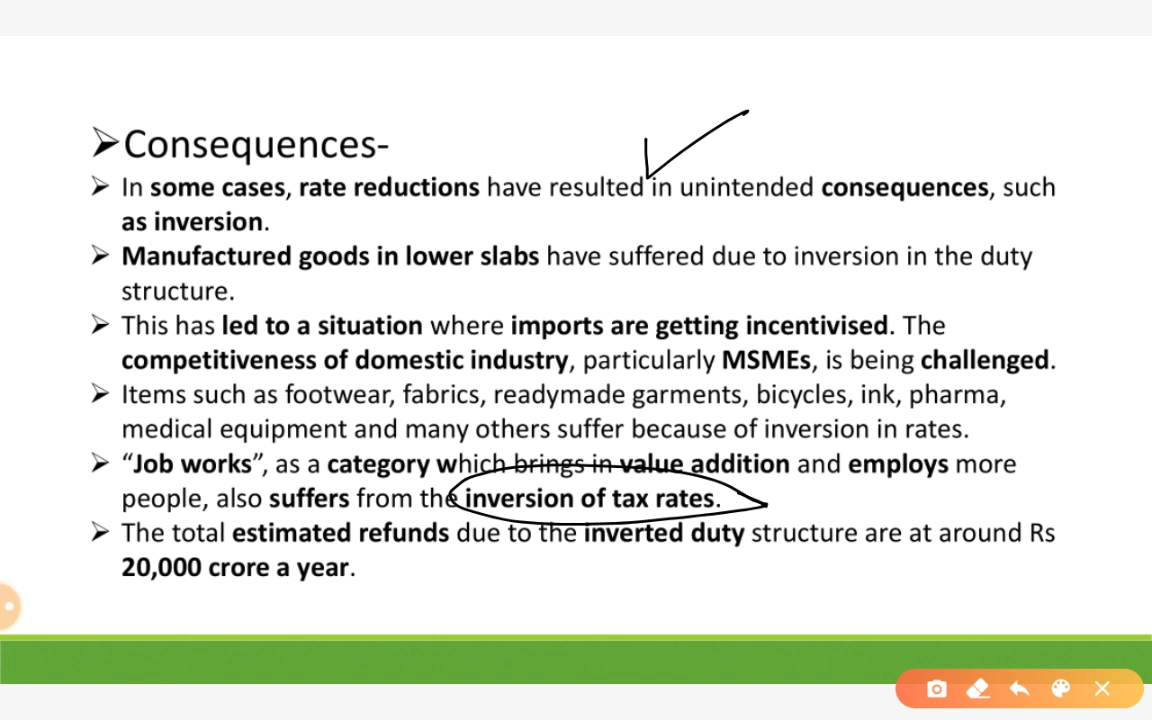 Consequences-
In some cases, rate reductions have resulted in unintended consequences, such
as inversion.
Manufactured goods in lower slabs have suffered due to inversion in the duty
structure.
This has led to a situation where imports are getting incentivised. The
competitiveness of domestic industry, particularly MSMEs, is being challenged.
Items such as footwear, fabrics, readymade garments, bicycles, ink, pharma,
medical equipment and many others suffer because of inversion in rates.
“Job works”, as a category which brings in value addition and employs more
people, also suffers from the inversion of tax rates.
The total estimated refunds due to the inverted duty structure are at around Rs
20,000 crore a year.